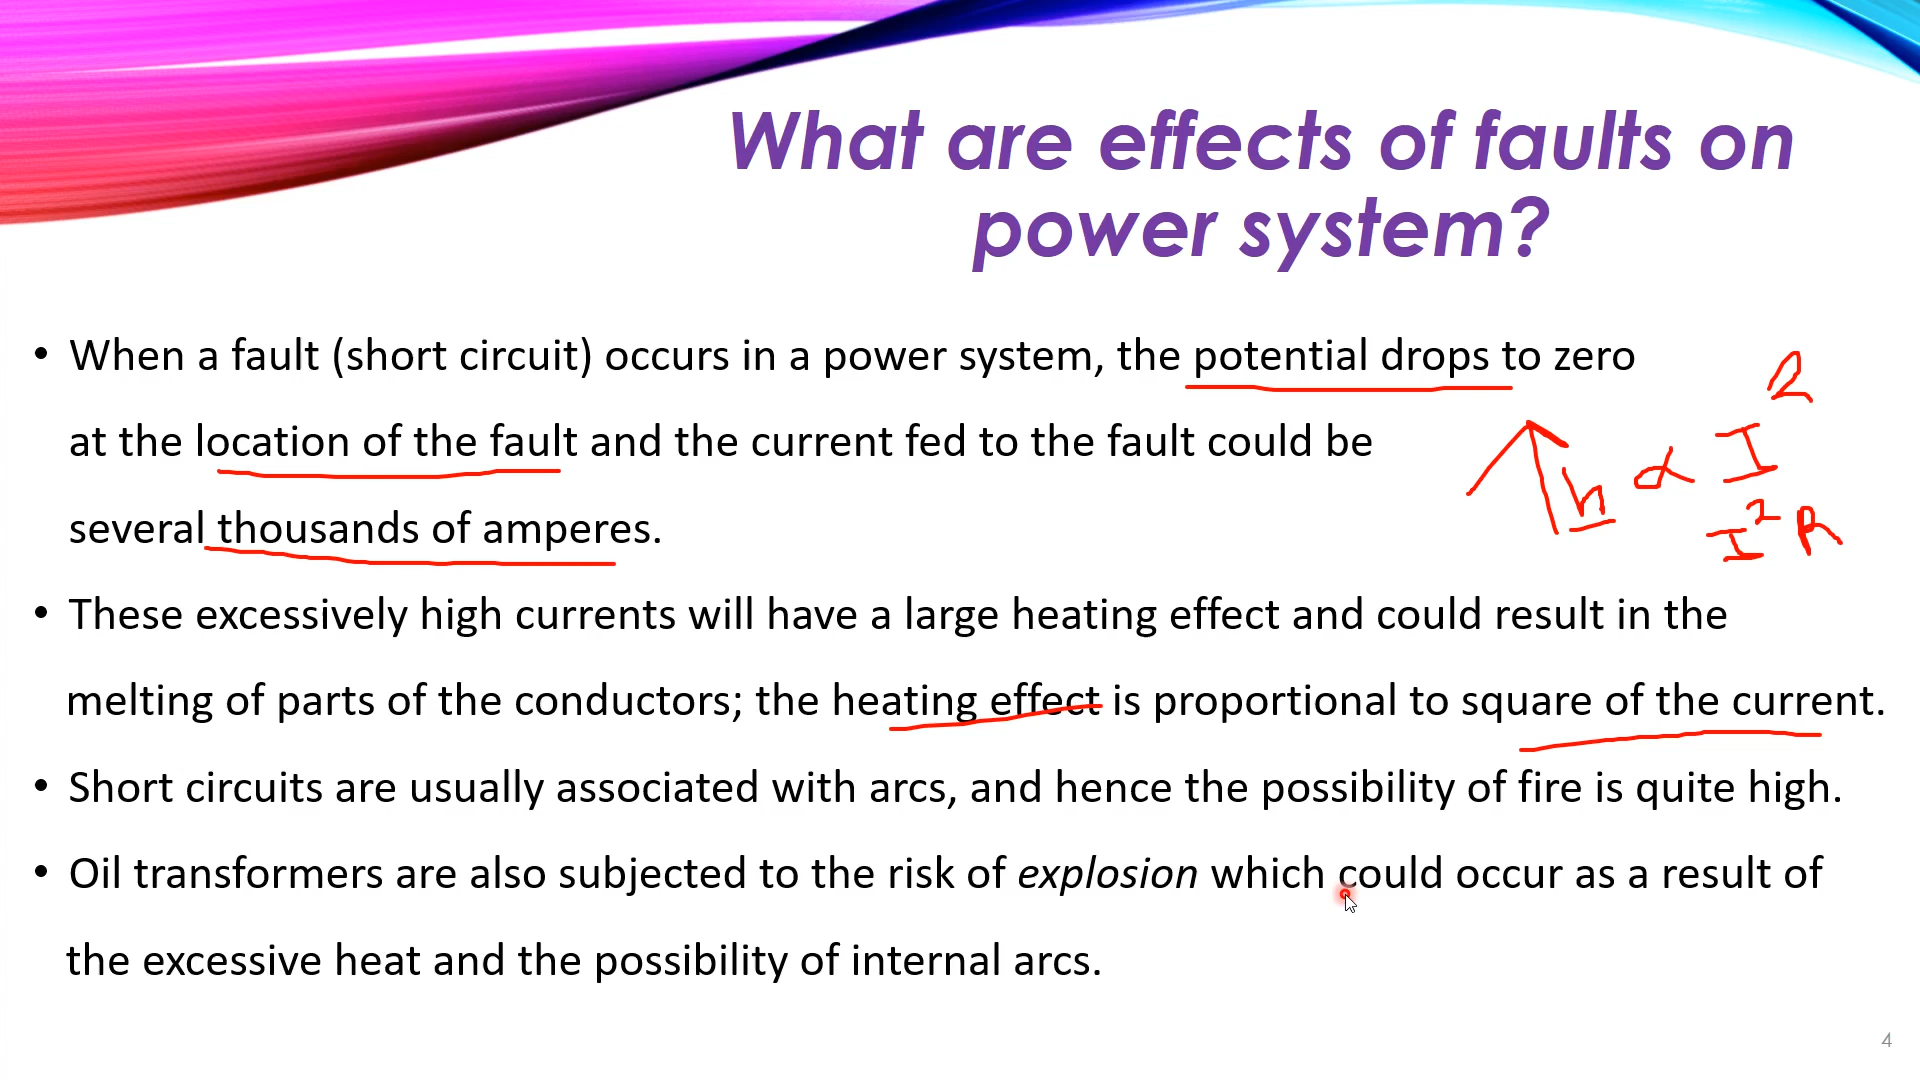 What are effects of faults on
power system?
• When a fault (short circuit) occurs in a power system, the potential drops to zero
at the location of the fault and the current fed to the fault could be
several thousands of amperes.
h ∝ I²
I²R
• These excessively high currents will have a large heating effect and could result in the
melting of parts of the conductors; the heating effect is proportional to square of the current.
• Short circuits are usually associated with arcs, and hence the possibility of fire is quite high.
• Oil transformers are also subjected to the risk of explosion which could occur as a result of
the excessive heat and the possibility of internal arcs.
4